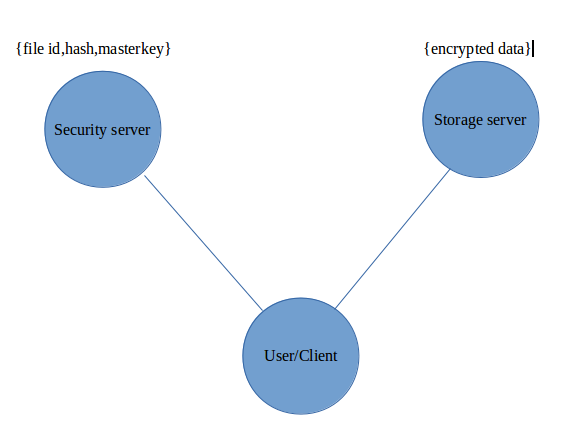 {file id,hash,masterkey}
{encrypted data}
Security server
Storage server
User/Client